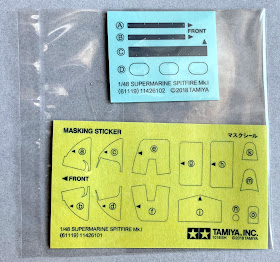 A
B
FRONT
C
D
1/48 SUPERMARINE SPITFIRE Mk.I
(61119) 11426102 ©2018 TAMIYA
MASKING STICKER
マスクシール
a
c
e
g
◀FRONT
b
d
f
i
1/48 SUPERMARINE SPITFIRE Mk.I
(61119) 11426101
TAMIYA, INC.
©2018 TAMIYA